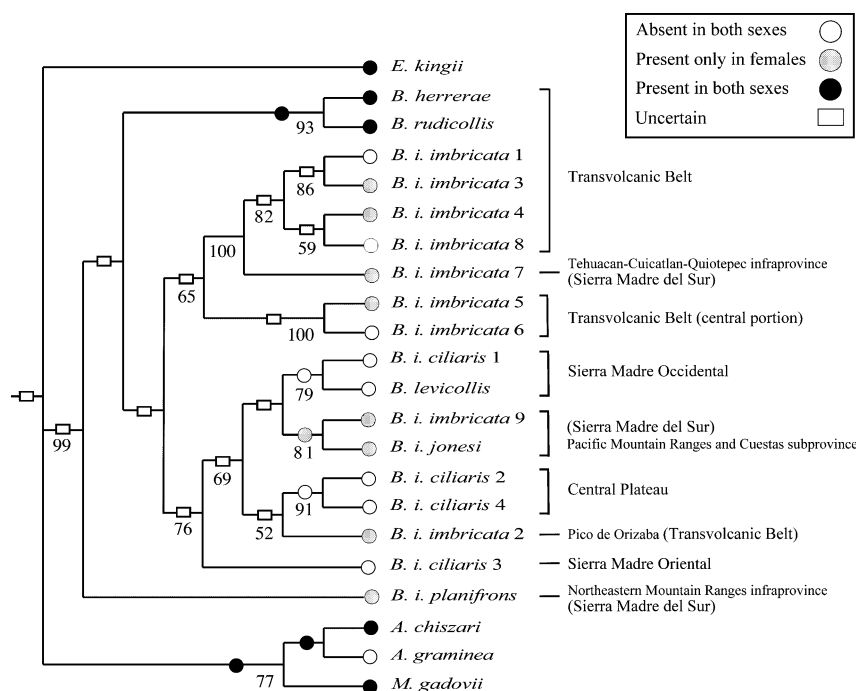 Absent in both sexes
Present only in females
Present in both sexes
Uncertain
E. kingii
B. herrerae
93
B. rudicollis
B. i. imbricata 1
86
B. i. imbricata 3
Transvolcanic Belt
82
B. i. imbricata 4
59
B. i. imbricata 8
100
B. i. imbricata 7
Tehuacan-Cuicatlan-Quiotepec infraprovince
(Sierra Madre del Sur)
65
B. i. imbricata 5
100
B. i. imbricata 6
Transvolcanic Belt (central portion)
B. i. ciliaris 1
79
B. levicollis
Sierra Madre Occidental
B. i. imbricata 9
(Sierra Madre del Sur)
99
81
B. i. jonesi
Pacific Mountain Ranges and Cuestas subprovince
69
B. i. ciliaris 2
91
B. i. ciliaris 4
Central Plateau
76
52
B. i. imbricata 2
Pico de Orizaba (Transvolcanic Belt)
B. i. ciliaris 3
Sierra Madre Oriental
B. i. planifrons
Northeastern Mountain Ranges infraprovince
(Sierra Madre del Sur)
A. chiszari
A. graminea
77
M. gadovii